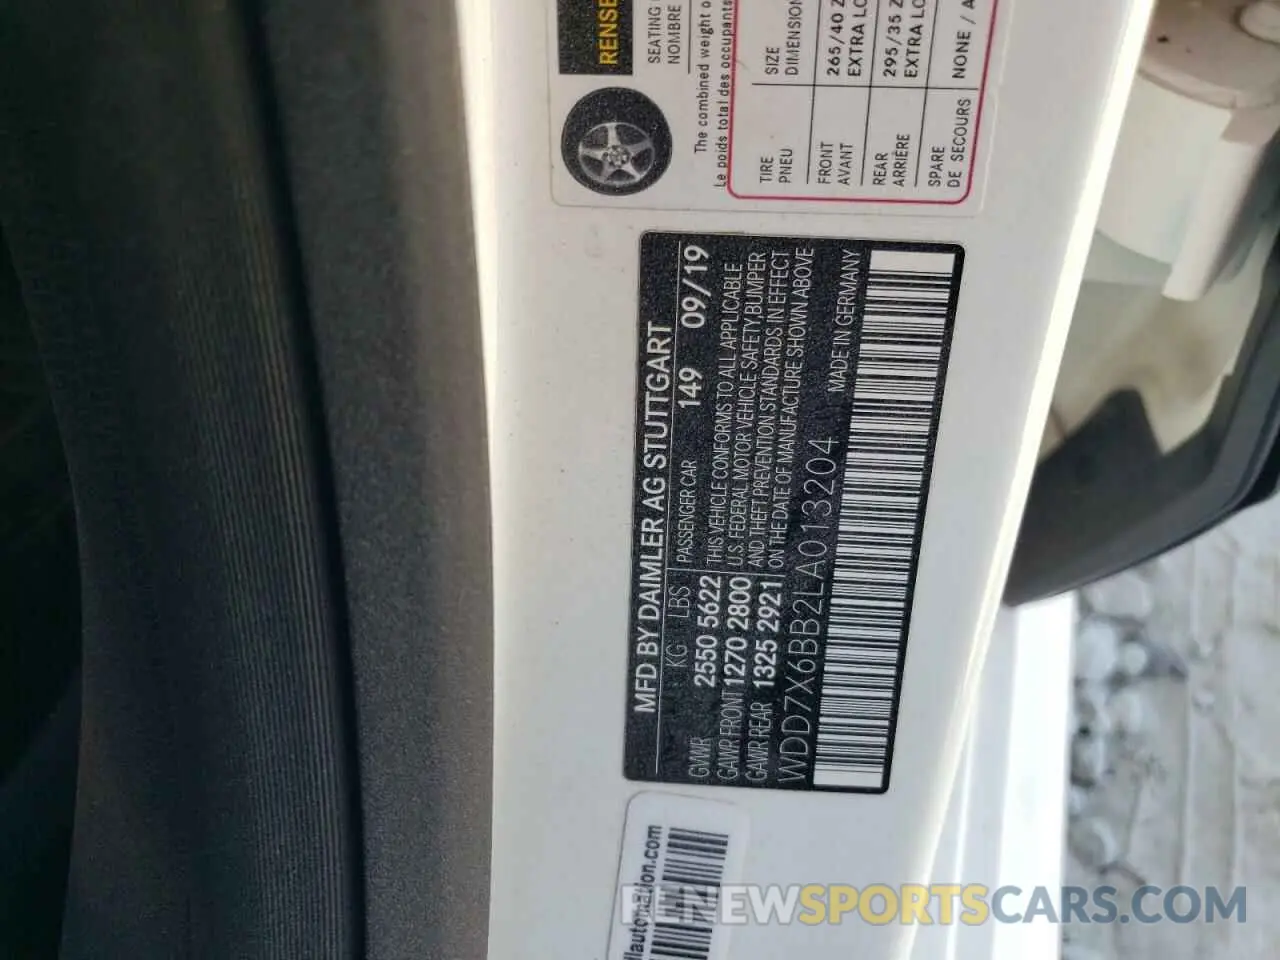 MFD BY DAIMLER AG STUTTGART
KG LBS PASSENGER CAR 149 09/19
GVWR 2550 5622 THIS VEHICLE CONFORMS TO ALL APPLICABLE
GAWR FRONT 1270 2800 U.S. FEDERAL MOTOR VEHICLE SAFETY, BUMPER
GAWR REAR 1325 2921 AND THEFT PREVENTION STANDARDS IN EFFECT
ON THE DATE OF MANUFACTURE SHOWN ABOVE
WDD7X6BB2LA013204 MADE IN GERMANY
SEATING
NOMBRE
The combined weight
Le poids total des occupants
TIRE SIZE
PNEU DIMENSION
FRONT 265/40
AVANT EXTRA
REAR 295/35
ARRIÈRE EXTRA
SPARE NONE /
DE SECOURS
RENEWSPORTSCARS.COM